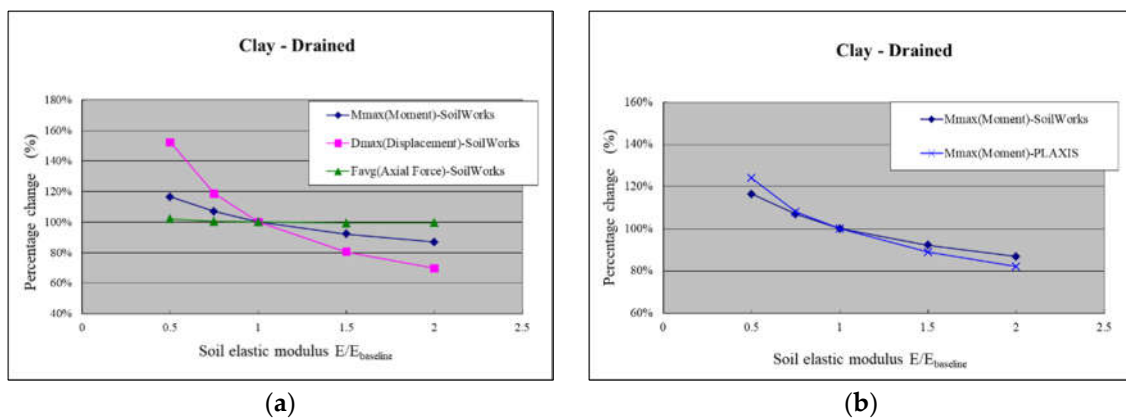 Clay - Drained
180%
160%
140%
120%
100%
80%
60%
40%
Percentage change (%)
Mmax(Moment)-SoilWorks
Dmax(Displacement)-SoilWorks
Favg(Axial Force)-SoilWorks
0 0.5 1 1.5 2 2.5
Soil elastic modulus E/Ebaseline
(a)
Clay - Drained
160%
140%
120%
100%
80%
60%
Percentage change (%)
Mmax(Moment)-SoilWorks
Mmax(Moment)-PLAXIS
0 0.5 1 1.5 2 2.5
Soil elastic modulus E/Ebaseline
(b)